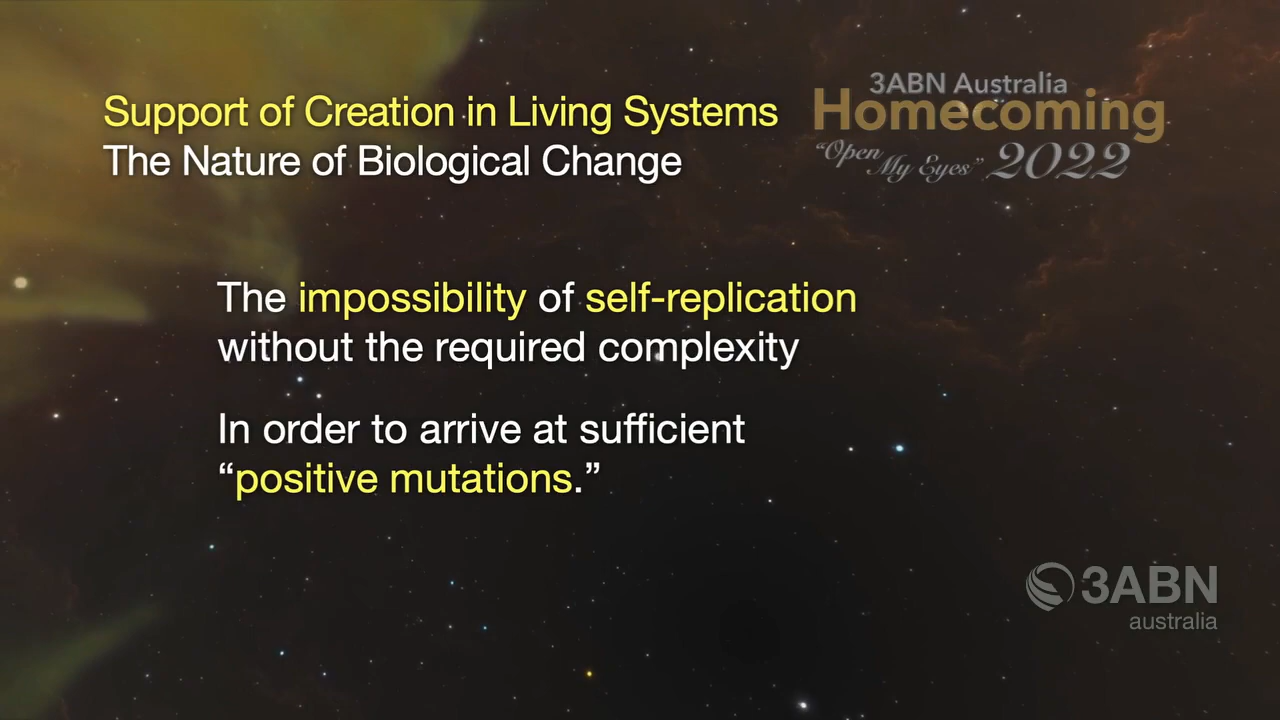 Support of Creation in Living Systems
The Nature of Biological Change
3ABN Australia
Homecoming
“Open My Eyes” 2022
The impossibility of self-replication
without the required complexity
In order to arrive at sufficient
“positive mutations.”
3ABN
australia